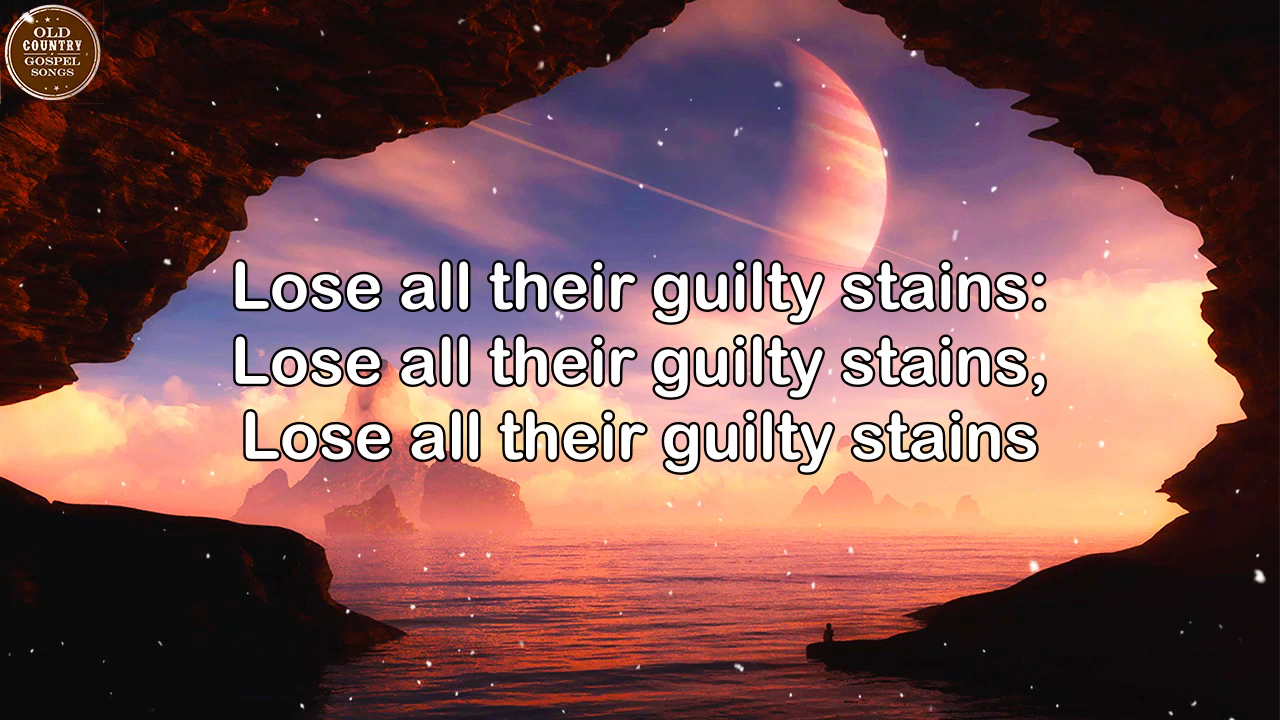 OLD
COUNTRY
GOSPEL
SONGS
Lose all their guilty stains:
Lose all their guilty stains,
Lose all their guilty stains